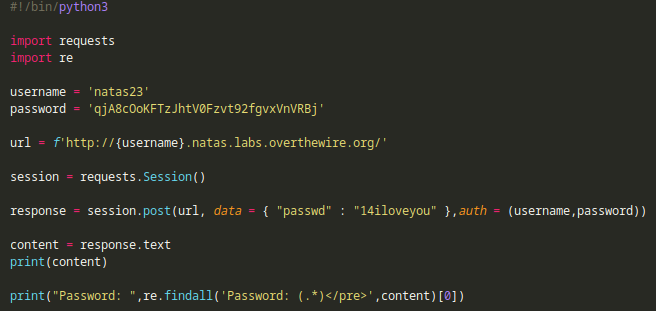 #!/bin/python3
import requests
import re
username = 'natas23'
password = 'qjA8cOoKFTzJhtV0Fzvt92fgvxVnVRBj'
url = f'http://{username}.natas.labs.overthewire.org/'
session = requests.Session()
response = session.post(url, data = { "passwd" : "14iloveyou" },auth = (username,password))
content = response.text
print(content)
print("Password: ",re.findall('Password: (.*)</pre>',content)[0])